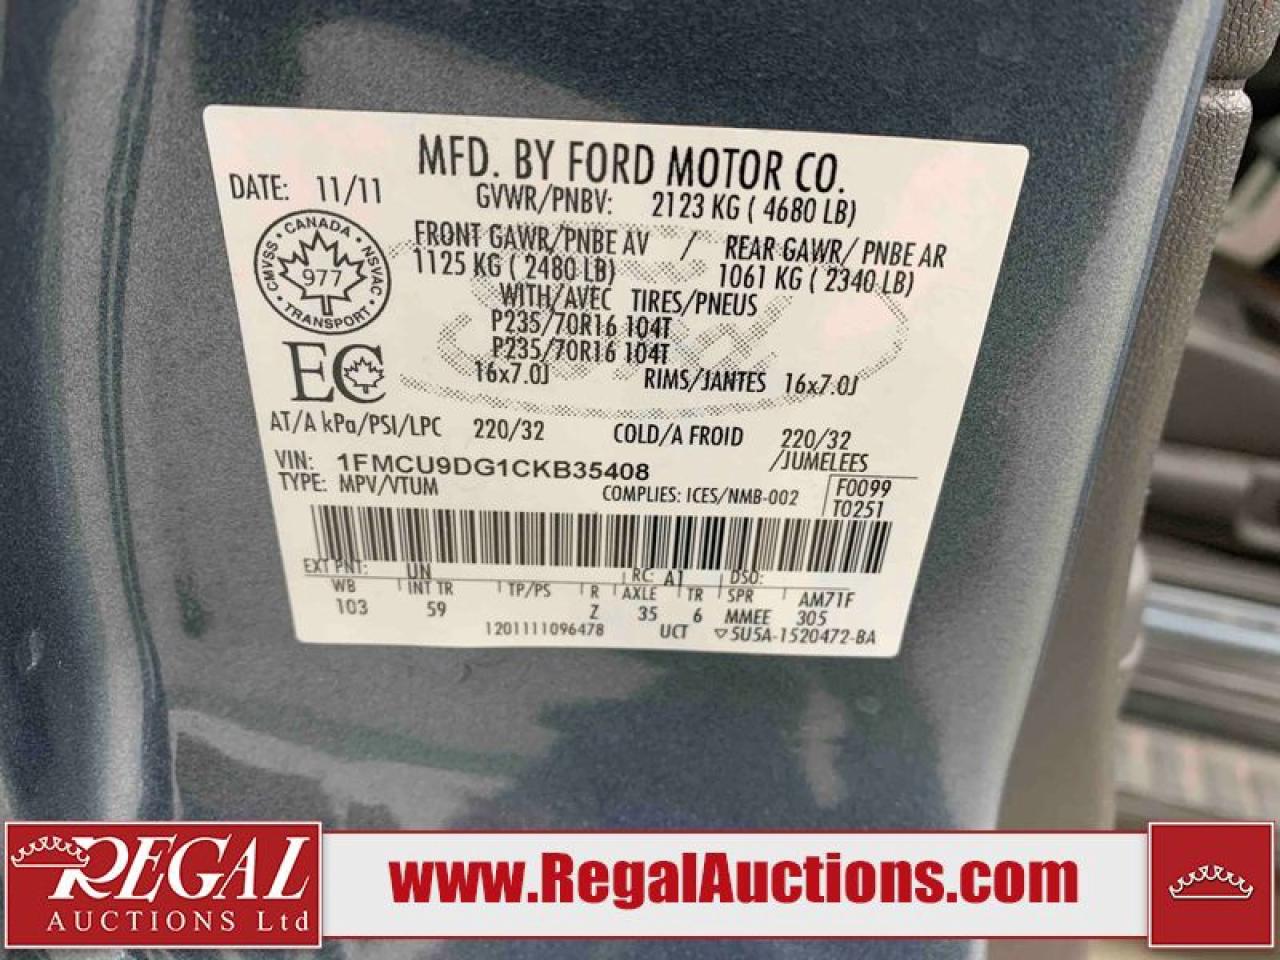 MFD. BY FORD MOTOR CO.
DATE: 11/11
GVWR/PNBV: 2123 KG ( 4680 LB)
FRONT GAWR/PNBE AV / REAR GAWR/ PNBE AR
1125 KG ( 2480 LB) 1061 KG ( 2340 LB)
WITH/AVEC TIRES/PNEUS
P235/70R16 104T
P235/70R16 104T
16x7.0J RIMS/JANTES 16x7.0J
CANADA
CMVSS NSVAC
977
TRANSPORT
EC
AT/A kPa/PSI/LPC 220/32 COLD/A FROID 220/32
/JUMELEES
VIN: 1FMCU9DG1CKB35408
TYPE: MPV/VTUM COMPLIES: ICES/NMB-002
F0099
T0251
EXT PNT: UN RC: A1 DSO:
WB INT TR TP/PS R AXLE TR SPR AM71F
103 59 Z 35 6 MMEE 305
1201111096478 UCT ▽5U5A-1520472-BA
REGAL
AUCTIONS Ltd
www.RegalAuctions.com